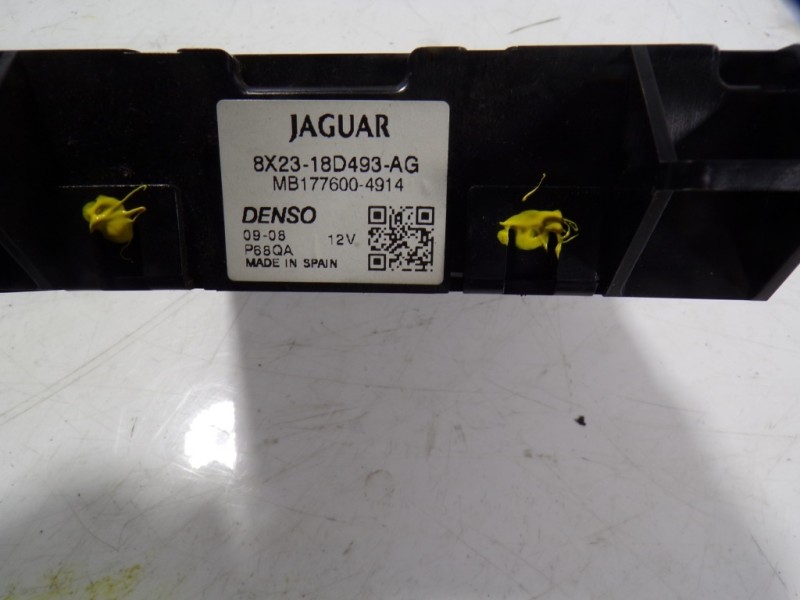 JAGUAR
8X23-18D493-AG
MB177600-4914
DENSO
09-08 12V
P68QA
MADE IN SPAIN